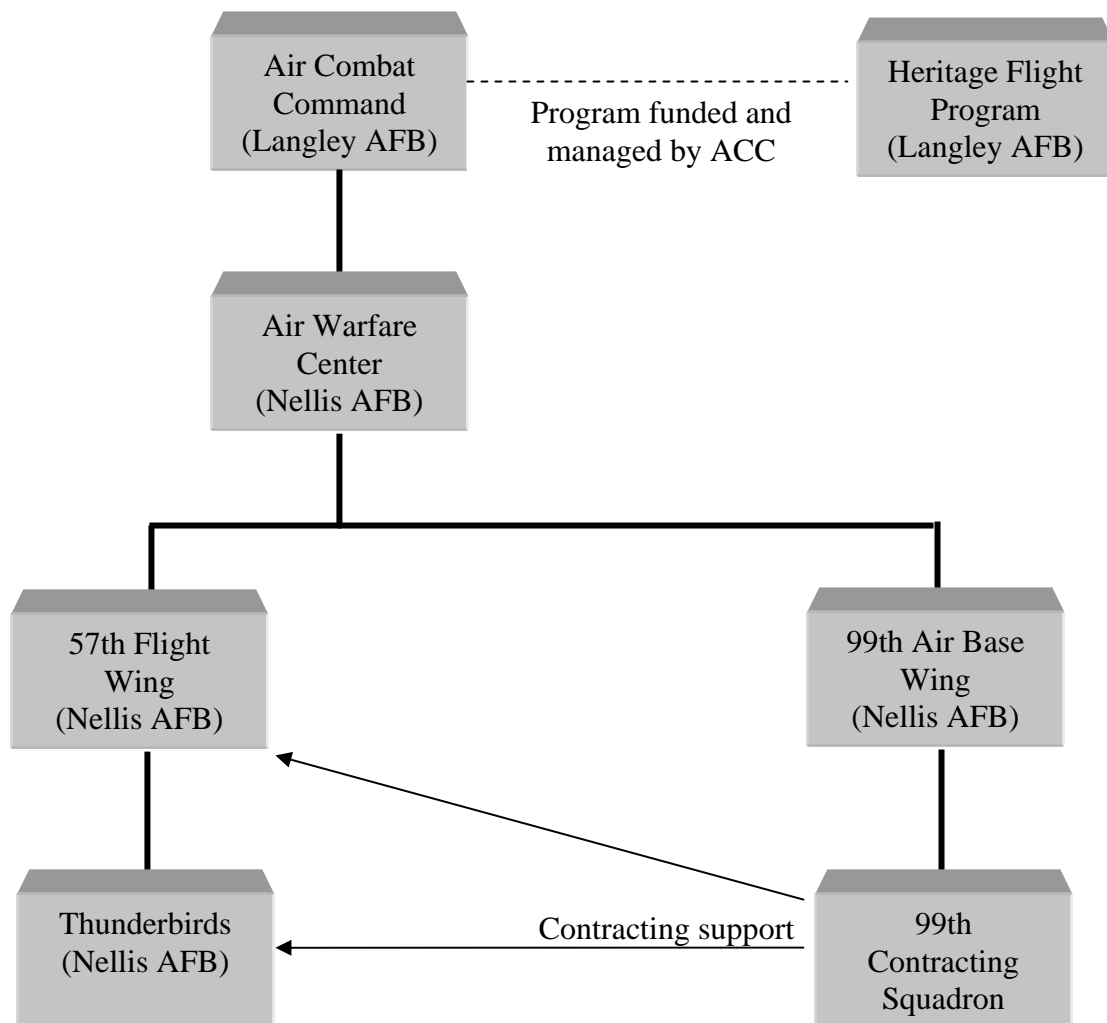 Air Combat
Command
(Langley AFB)
Program funded and
managed by ACC
Heritage Flight
Program
(Langley AFB)
Air Warfare
Center
(Nellis AFB)
57th Flight
Wing
(Nellis AFB)
99th Air Base
Wing
(Nellis AFB)
Thunderbirds
(Nellis AFB)
Contracting support
99th
Contracting
Squadron